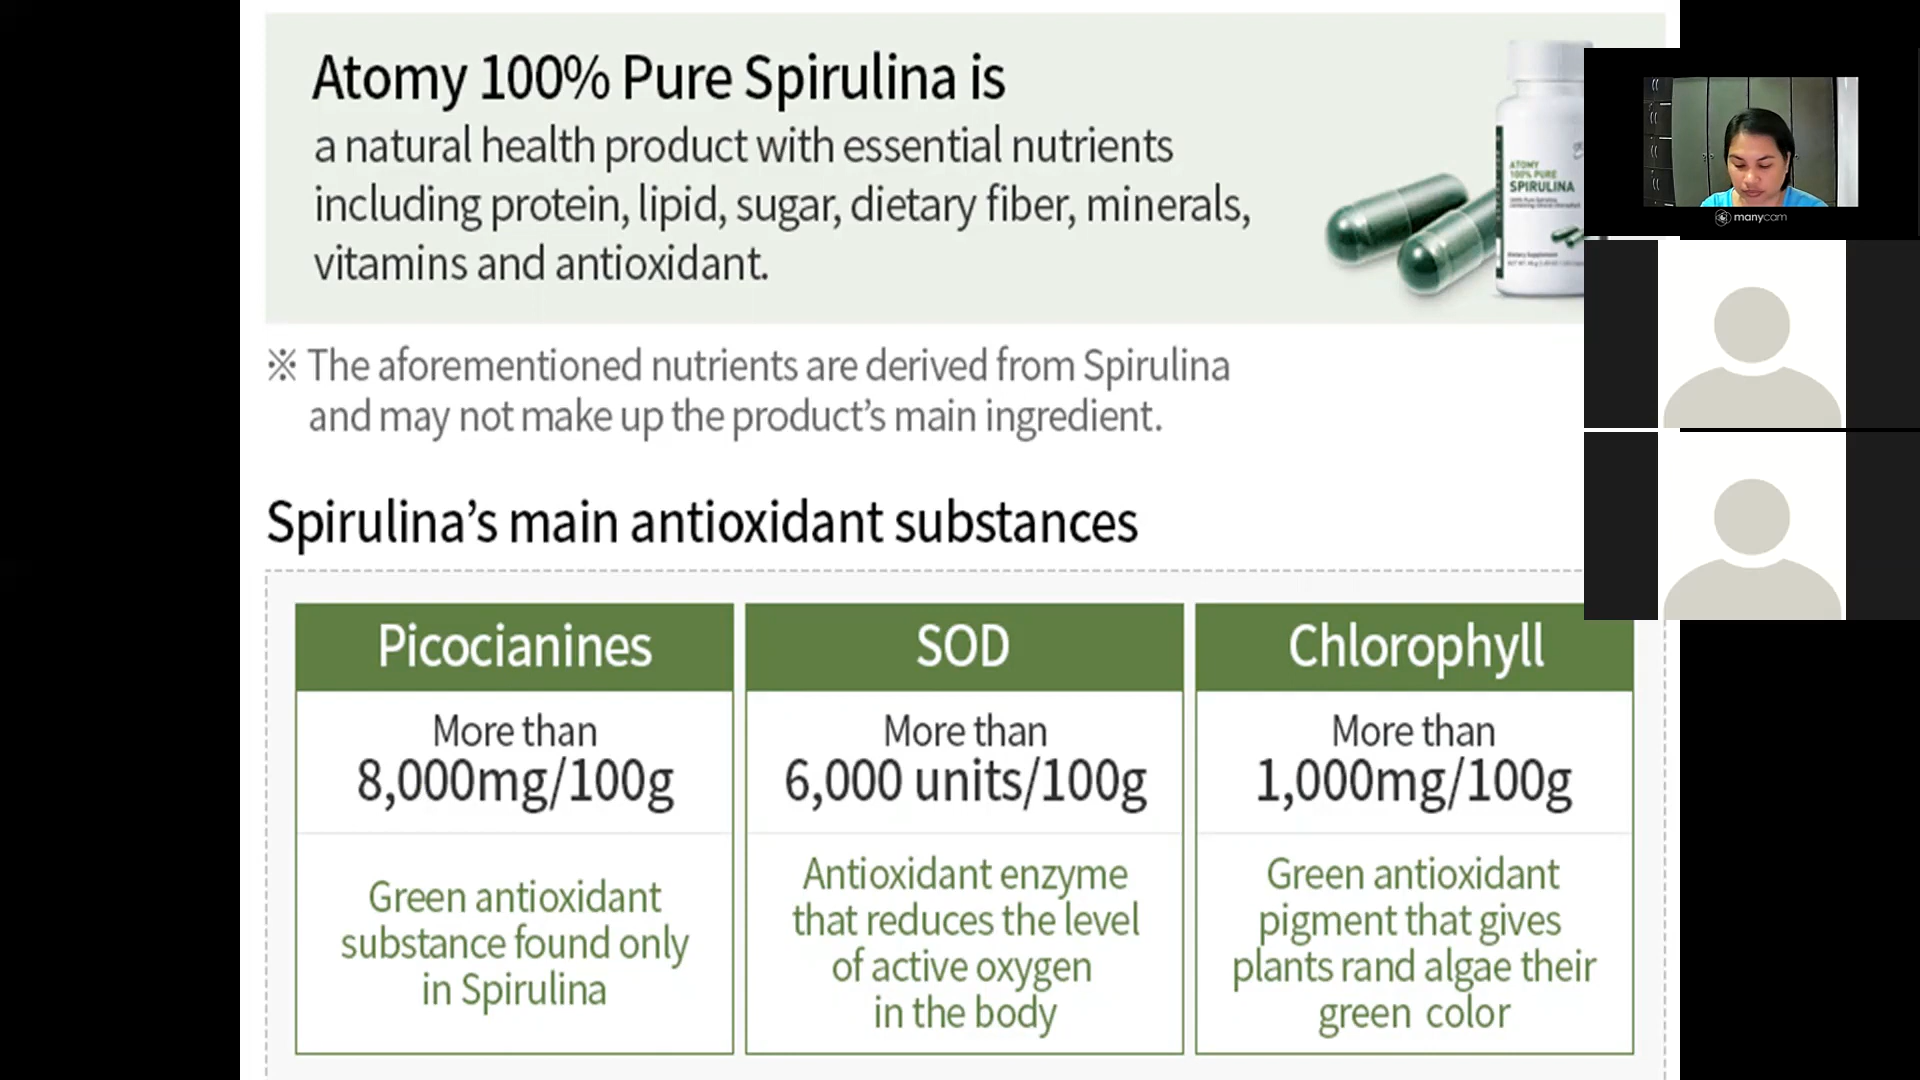 Atomy 100% Pure Spirulina is
a natural health product with essential nutrients
including protein, lipid, sugar, dietary fiber, minerals,
vitamins and antioxidant.
ATOMY
100% PURE
SPIRULINA
manycam
※ The aforementioned nutrients are derived from Spirulina
and may not make up the product’s main ingredient.
Spirulina’s main antioxidant substances
Picocianines
More than
8,000mg/100g
Green antioxidant
substance found only
in Spirulina
SOD
More than
6,000 units/100g
Antioxidant enzyme
that reduces the level
of active oxygen
in the body
Chlorophyll
More than
1,000mg/100g
Green antioxidant
pigment that gives
plants rand algae their
green color